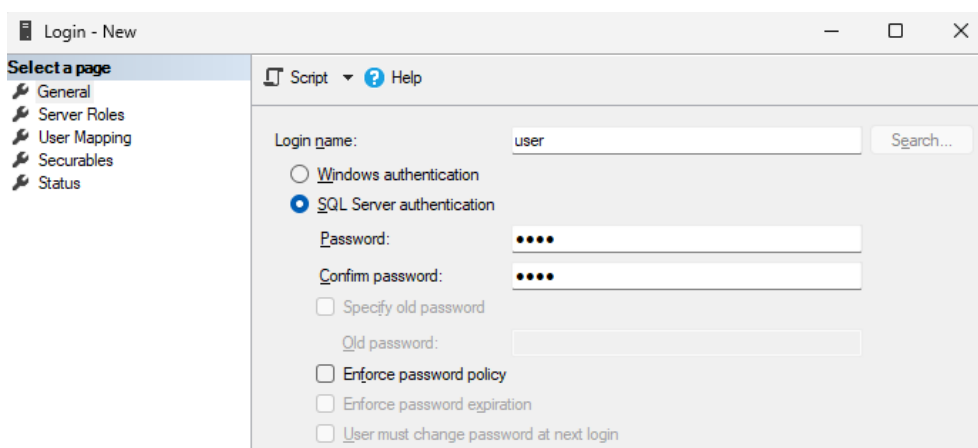 Login - New
Select a page
General
Server Roles
User Mapping
Securables
Status
Script Help
Login name: user Search...
Windows authentication
SQL Server authentication
Password: ●●●●
Confirm password: ●●●●
Specify old password
Old password:
Enforce password policy
Enforce password expiration
User must change password at next login